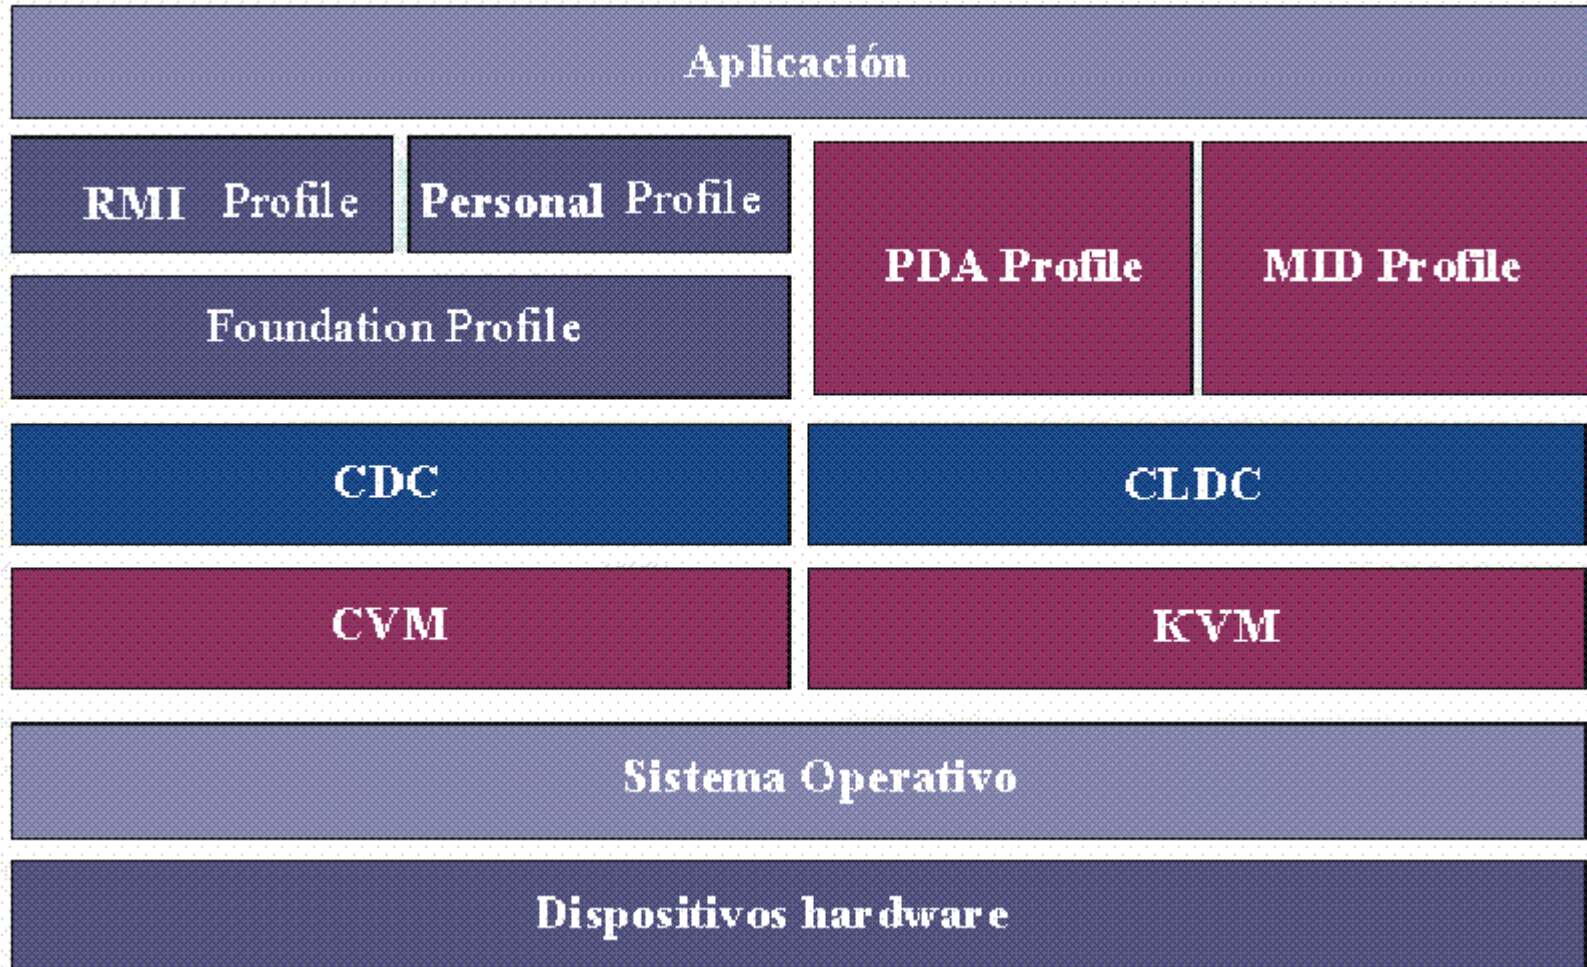 Aplicación
RMI Profile
Personal Profile
PDA Profile
MID Profile
Foundation Profile
CDC
CLDC
CVM
KVM
Sistema Operativo
Dispositivos hardware